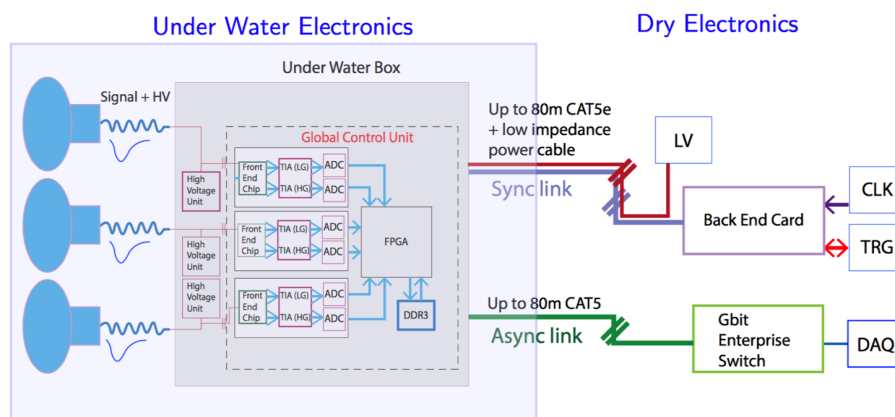 Under Water Electronics
Dry Electronics
Under Water Box
Signal + HV
Global Control Unit
High
Voltage
Unit
Front
End
Chip
TIA (LG)
TIA (HG)
ADC
ADC
High
Voltage
Unit
Front
End
Chip
TIA (LG)
TIA (HG)
ADC
ADC
High
Voltage
Unit
Front
End
Chip
TIA (LG)
TIA (HG)
ADC
ADC
FPGA
DDR3
Up to 80m CAT5e
+ low impedance
power cable
Sync link
LV
Back End Card
CLK
TRG
Up to 80m CAT5
Async link
Gbit
Enterprise
Switch
DAQ